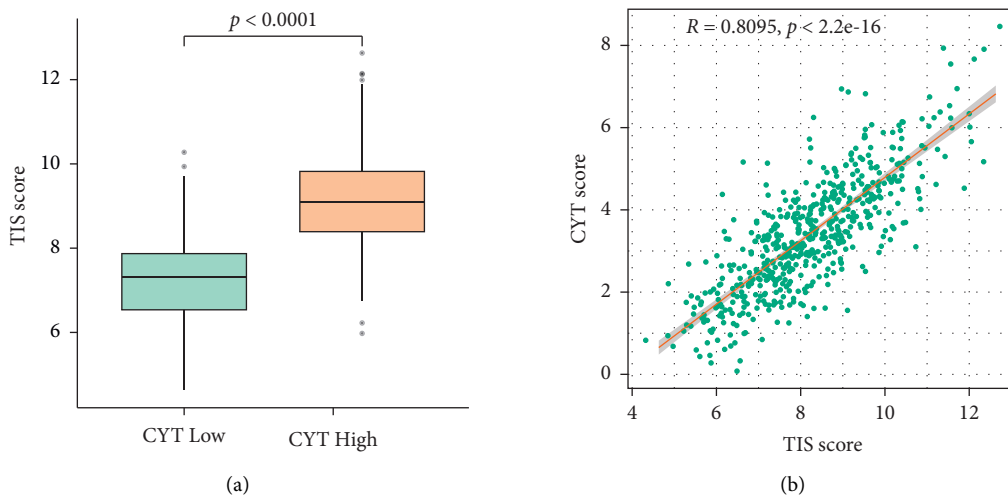 p < 0.0001
TIS score
12
10
8
6
CYT Low
CYT High
(a)
R = 0.8095, p < 2.2e-16
CYT score
8
6
4
2
0
4
6
8
10
12
TIS score
(b)